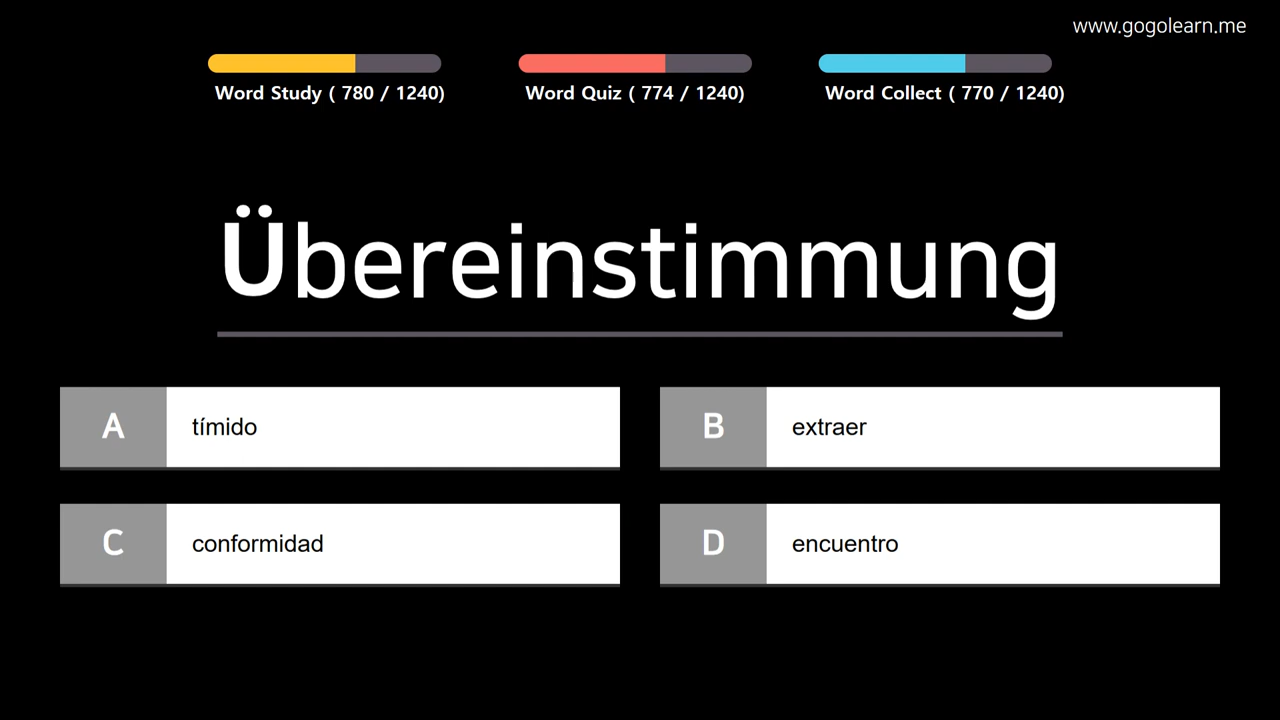 www.gogolearn.me
Word Study ( 780 / 1240)
Word Quiz ( 774 / 1240)
Word Collect ( 770 / 1240)
Übereinstimmung
A tímido
B extraer
C conformidad
D encuentro